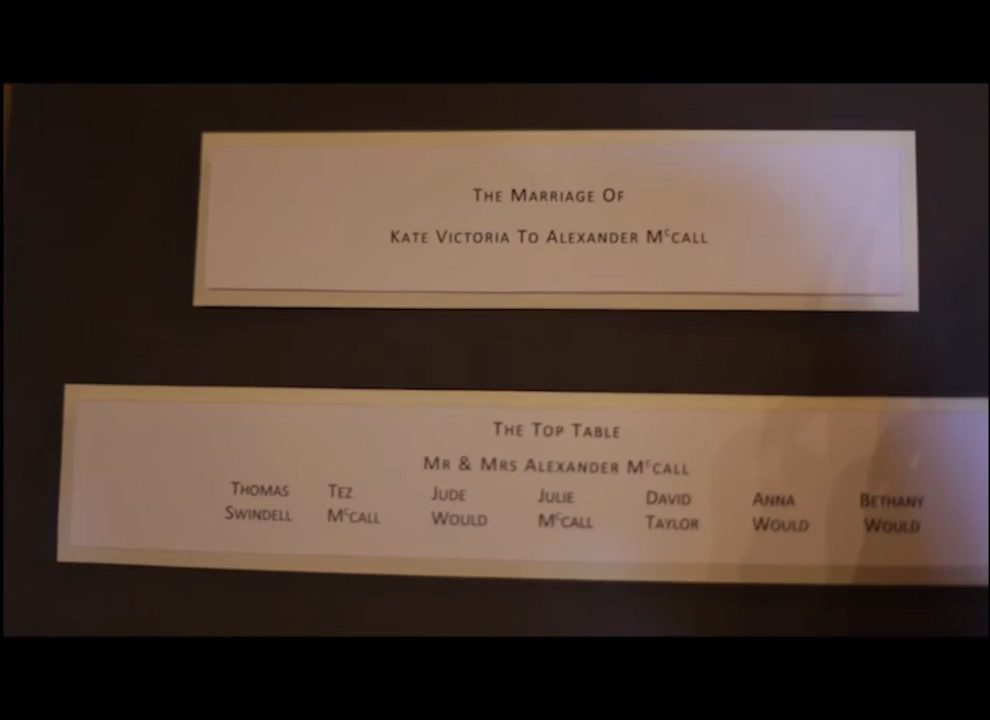 The Marriage Of
Kate Victoria To Alexander McCall
The Top Table
Mr & Mrs Alexander McCall
Thomas Tez Jude Julie David Anna Bethany
Swindell McCall Would McCall Taylor Would Would